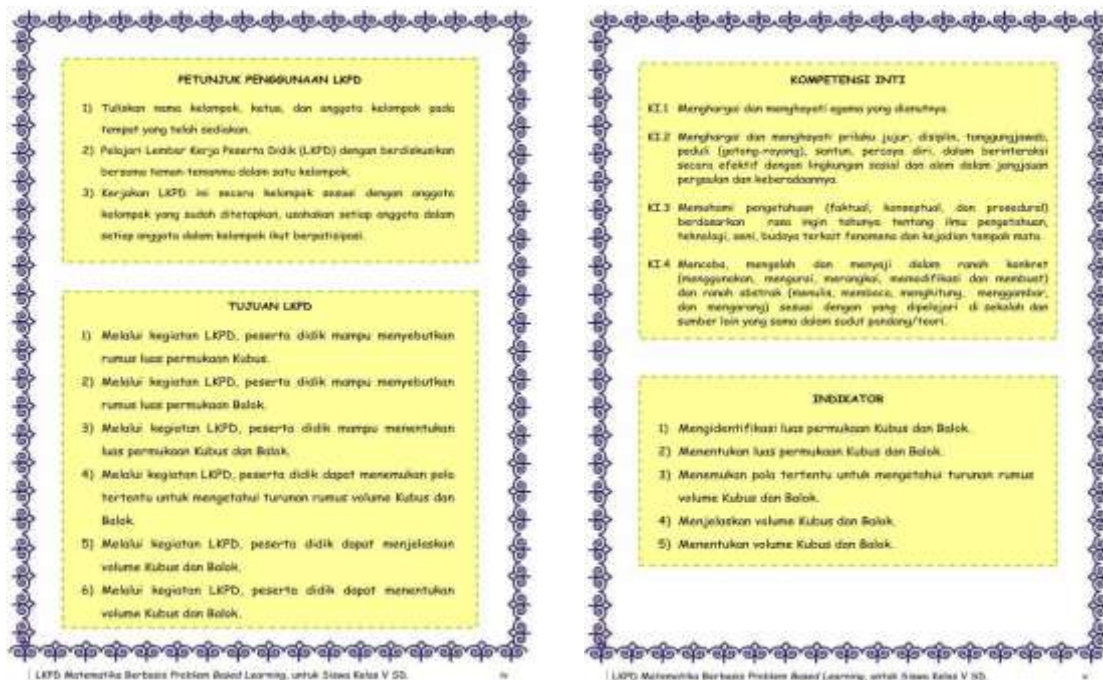 PETUNJUK PENGGUNAAN LKPD
1) Tuliskan nama kelompok, ketua, dan anggota kelompok pada
tempat yang telah sediakan.
2) Pelajari Lembar Kerja Peserta Didik (LKPD) dengan berdiskusikan
bersama teman-temanmu dalam satu kelompok.
3) Kerjakan LKPD ini secara kelompok sesuai dengan anggota
kelompok yang sudah ditetapkan, usahakan setiap anggota dalam
setiap anggota dalam kelompok ikut berpatisipasi.
TUJUAN LKPD
1) Melalui kegiatan LKPD, peserta didik mampu menyebutkan
rumus luas permukaan Kubus.
2) Melalui kegiatan LKPD, peserta didik mampu menyebutkan
rumus luas permukaan Balok.
3) Melalui kegiatan LKPD, peserta didik mampu menentukan
luas permukaan Kubus dan Balok.
4) Melalui kegiatan LKPD, peserta didik dapat menemukan pola
tertentu untuk mengetahui turunan rumus volume Kubus dan
Balok.
5) Melalui kegiatan LKPD, peserta didik dapat menjelaskan
volume Kubus dan Balok.
6) Melalui kegiatan LKPD, peserta didik dapat menentukan
volume Kubus dan Balok.
LKPD Matematika Berbasis Problem Based Learning, untuk Siswa Kelas V SD.
iv
KOMPETENSI INTI
KI.1 Menghargai dan menghayati agama yang dianutnya.
KI.2 Menghargai dan menghayati prilaku jujur, disiplin, tanggungjawab,
peduli (gotong-royong), santun, percaya diri, dalam berinteraksi
secara efektif dengan lingkungan sosial dan alam dalam jangjauan
pergaulan dan keberadaannya.
KI.3 Memahami pengetahuan (faktual, konseptual, dan prosedural)
berdasarkan rasa ingin tahunya tentang ilmu pengetahuan,
teknologi, seni, budaya terkait fenomena dan kejadian tampak mata.
KI.4 Mencoba, mengolah dan menyaji dalam ranah konkret
(menggunakan, mengurai, merangkai, memodifikasi dan membuat)
dan ranah abstrak (menulis, membaca, menghitung, menggambar,
dan mengarang) sesuai dengan yang dipelajari di sekolah dan
sumber lain yang sama dalam sudut pandang/teori.
INDIKATOR
1) Mengidentifikasi luas permukaan Kubus dan Balok.
2) Menentukan luas permukaan Kubus dan Balok.
3) Menemukan pola tertentu untuk mengetahui turunan rumus
volume Kubus dan Balok.
4) Menjelaskan volume Kubus dan Balok.
5) Menentukan volume Kubus dan Balok.
LKPD Matematika Berbasis Problem Based Learning, untuk Siswa Kelas V SD.
v